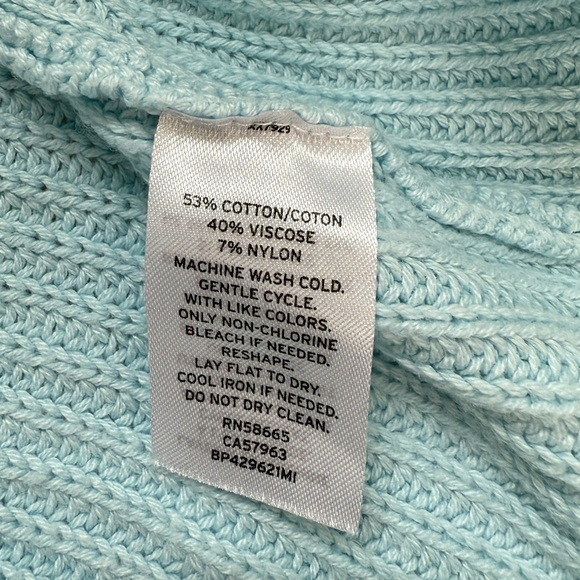 53% COTTON/COTON
40% VISCOSE
7% NYLON
MACHINE WASH COLD.
GENTLE CYCLE.
WITH LIKE COLORS.
ONLY NON-CHLORINE
BLEACH IF NEEDED.
RESHAPE.
LAY FLAT TO DRY.
COOL IRON IF NEEDED.
DO NOT DRY CLEAN.
RN58665
CA57963
BP429621MI